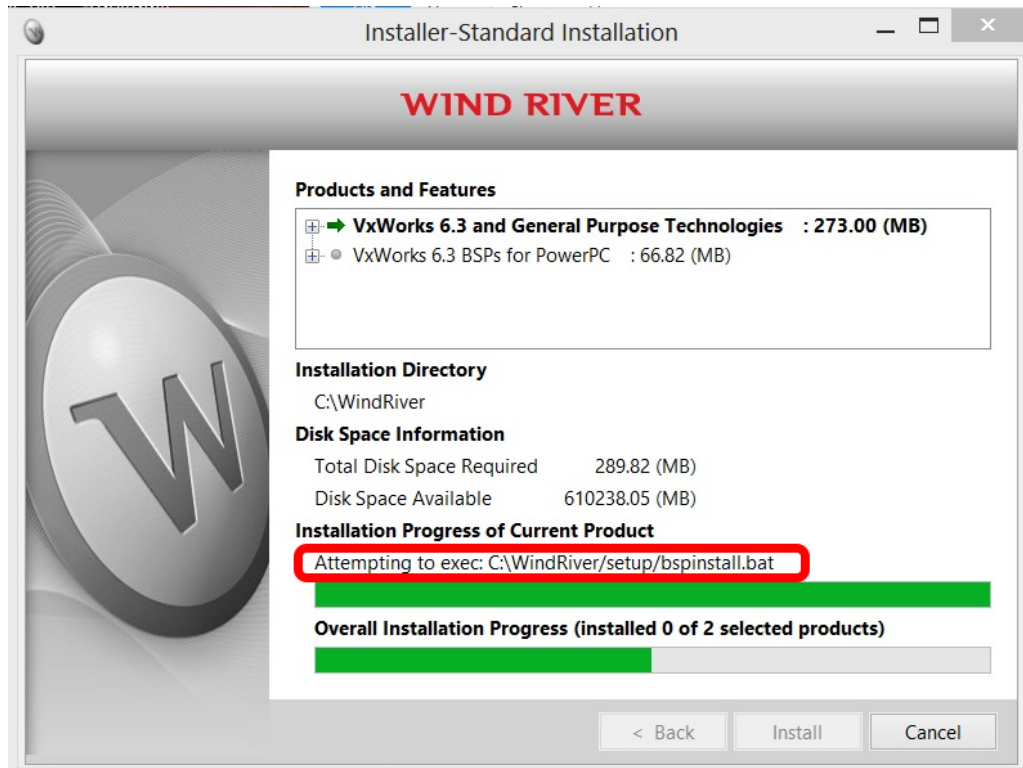 Installer-Standard Installation
WIND RIVER
Products and Features
VxWorks 6.3 and General Purpose Technologies : 273.00 (MB)
VxWorks 6.3 BSPs for PowerPC : 66.82 (MB)
W
Installation Directory
C:\WindRiver
Disk Space Information
Total Disk Space Required 289.82 (MB)
Disk Space Available 610238.05 (MB)
Installation Progress of Current Product
Attempting to exec: C:\WindRiver/setup/bspinstall.bat
Overall Installation Progress (installed 0 of 2 selected products)
< Back Install Cancel